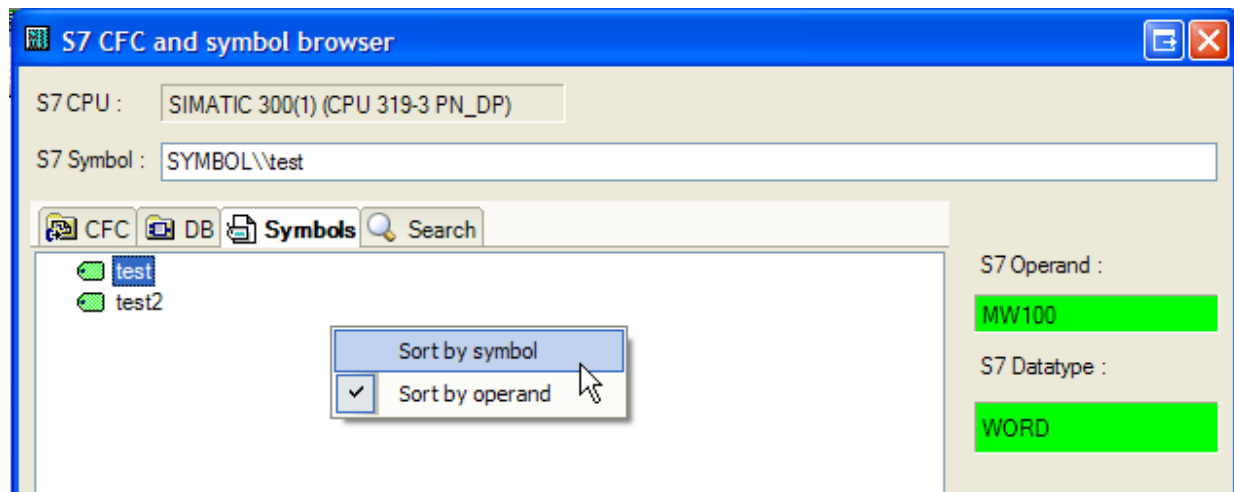 S7 CFC and symbol browser
S7 CPU : SIMATIC 300(1) (CPU 319-3 PN_DP)
S7 Symbol : SYMBOL\\test
CFC DB Symbols Search
test
test2
Sort by symbol
Sort by operand
S7 Operand :
MW100
S7 Datatype :
WORD